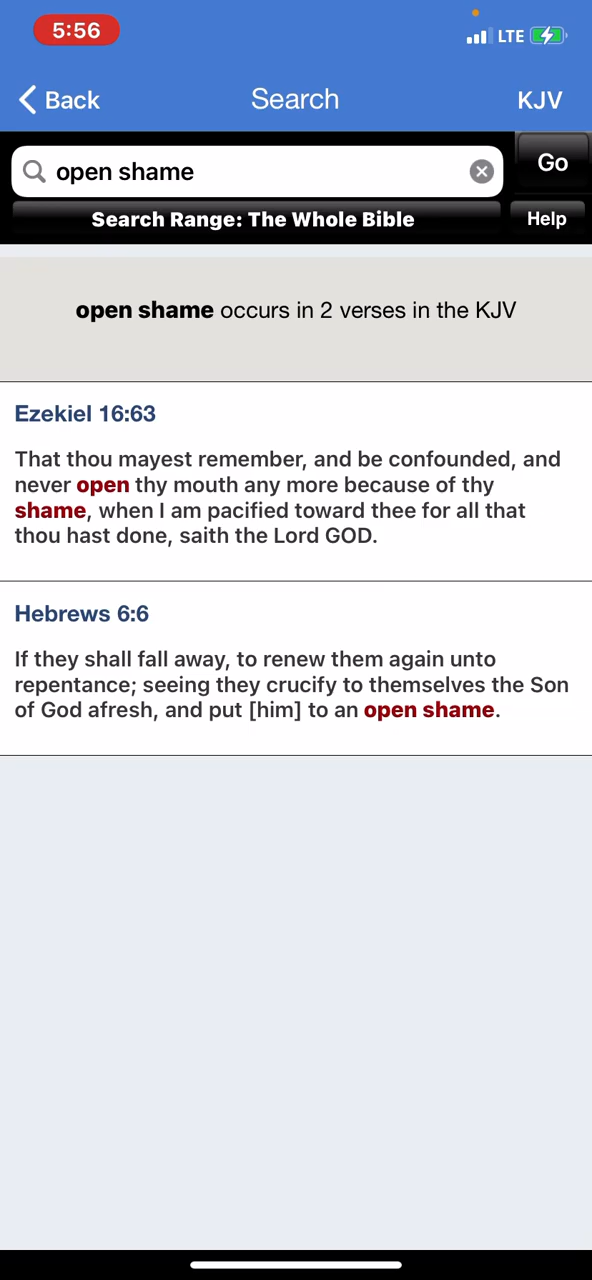 5:56
LTE
Back
Search
KJV
open shame
Go
Search Range: The Whole Bible
Help
open shame occurs in 2 verses in the KJV
Ezekiel 16:63
That thou mayest remember, and be confounded, and
never open thy mouth any more because of thy
shame, when I am pacified toward thee for all that
thou hast done, saith the Lord GOD.
Hebrews 6:6
If they shall fall away, to renew them again unto
repentance; seeing they crucify to themselves the Son
of God afresh, and put [him] to an open shame.